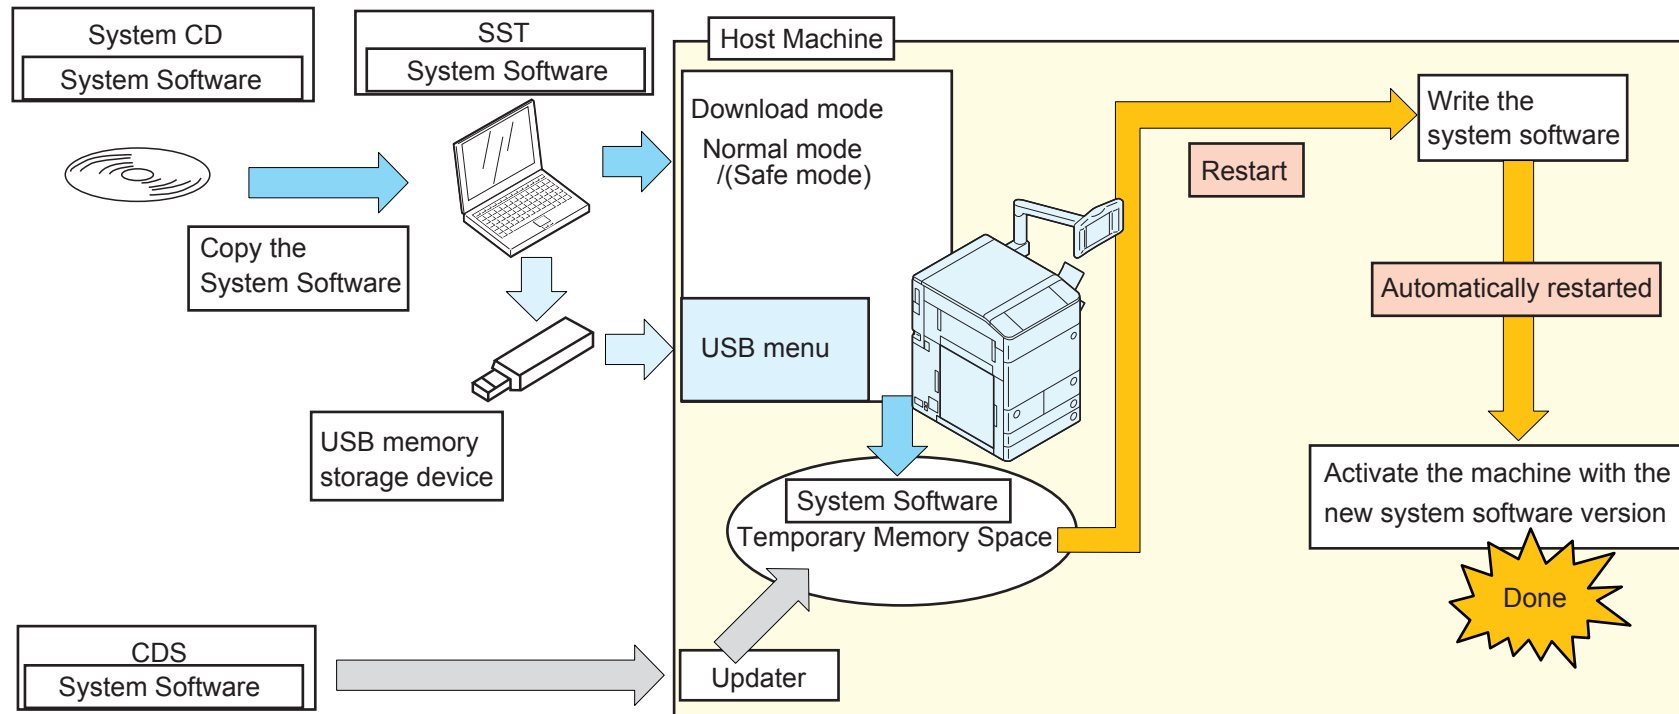 System CD
System Software
SST
System Software
Host Machine
Download mode
Normal mode
/(Safe mode)
Write the
system software
Restart
Copy the
System Software
Automatically restarted
USB menu
USB memory
storage device
System Software
Temporary Memory Space
Activate the machine with the
new system software version
Done
CDS
System Software
Updater